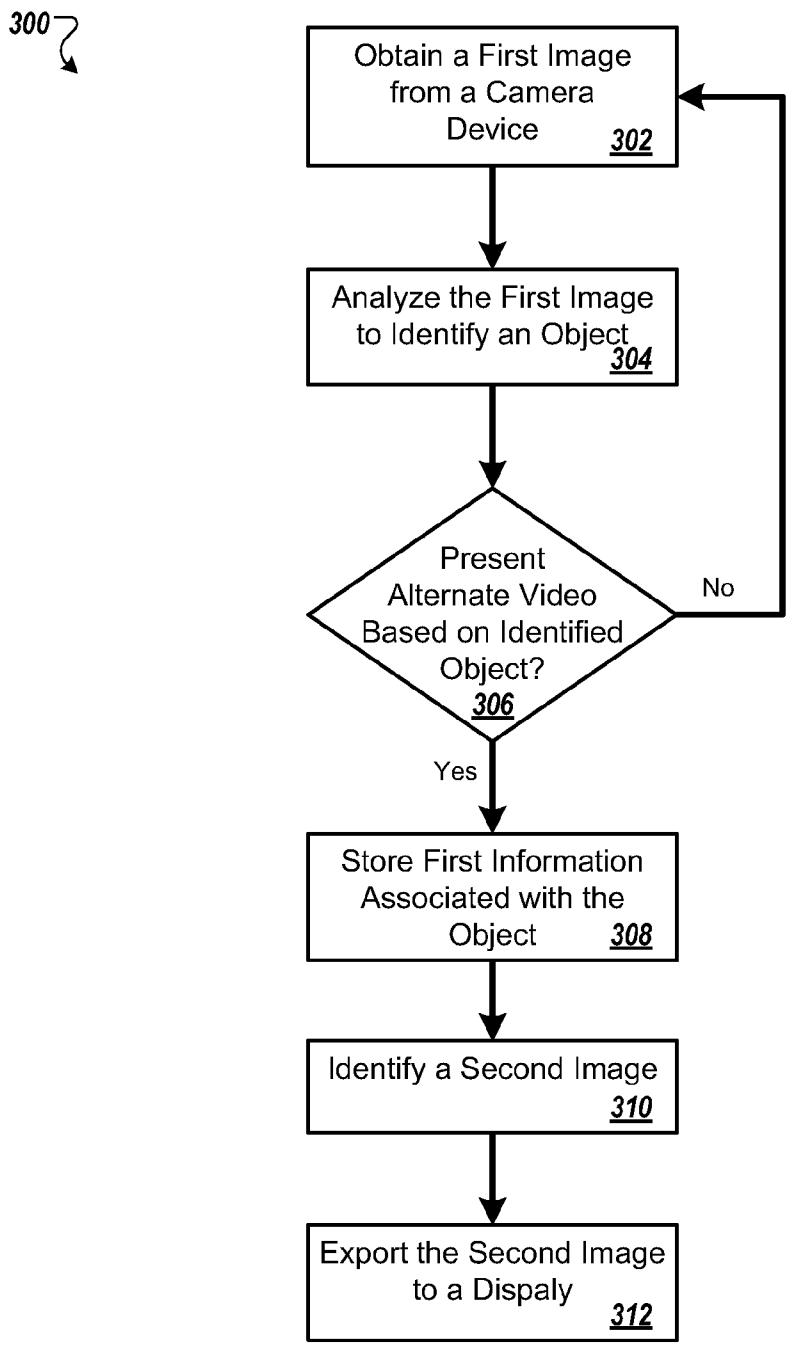 300
Obtain a First Image
from a Camera
Device
302
Analyze the First Image
to Identify an Object
304
Present
Alternate Video
Based on Identified
Object?
306
No
Yes
Store First Information
Associated with the
Object
308
Identify a Second Image
310
Export the Second Image
to a Dispaly
312